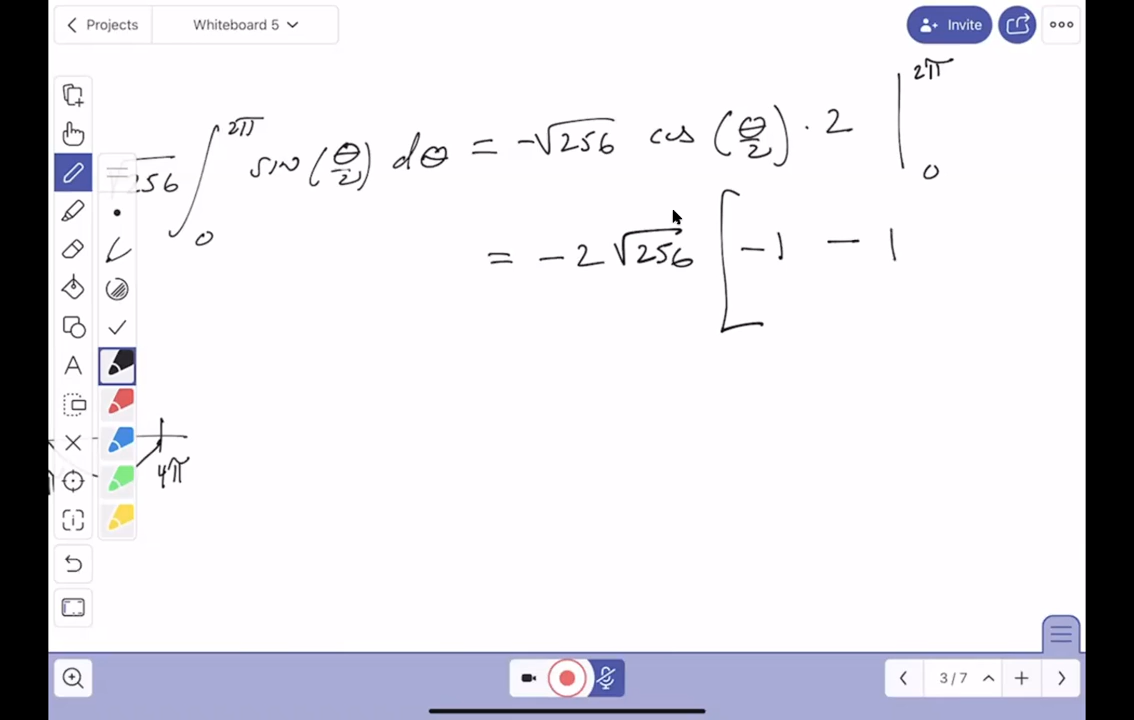 Projects
Whiteboard 5
Invite
√256 ∫₀^2π sin (θ/2) dθ = -√256 cos (θ/2) · 2 |₀^2π
= -2 √256 [ -1 - 1
4π
A
3 / 7